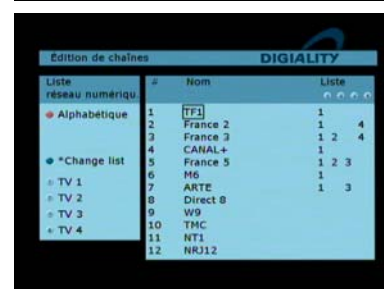 Edition de chaînes
DIGIALITY
Liste
réseau numériqu.
Alphabétique
*Change list
TV 1
TV 2
TV 3
TV 4
# Nom Liste
1 TF1 1
2 France 2 1 4
3 France 3 1 2 4
4 CANAL+ 1
5 France 5 1 2 3
6 M6 1
7 ARTE 1 3
8 Direct 8
9 W9
10 TMC
11 NT1
12 NRJ12